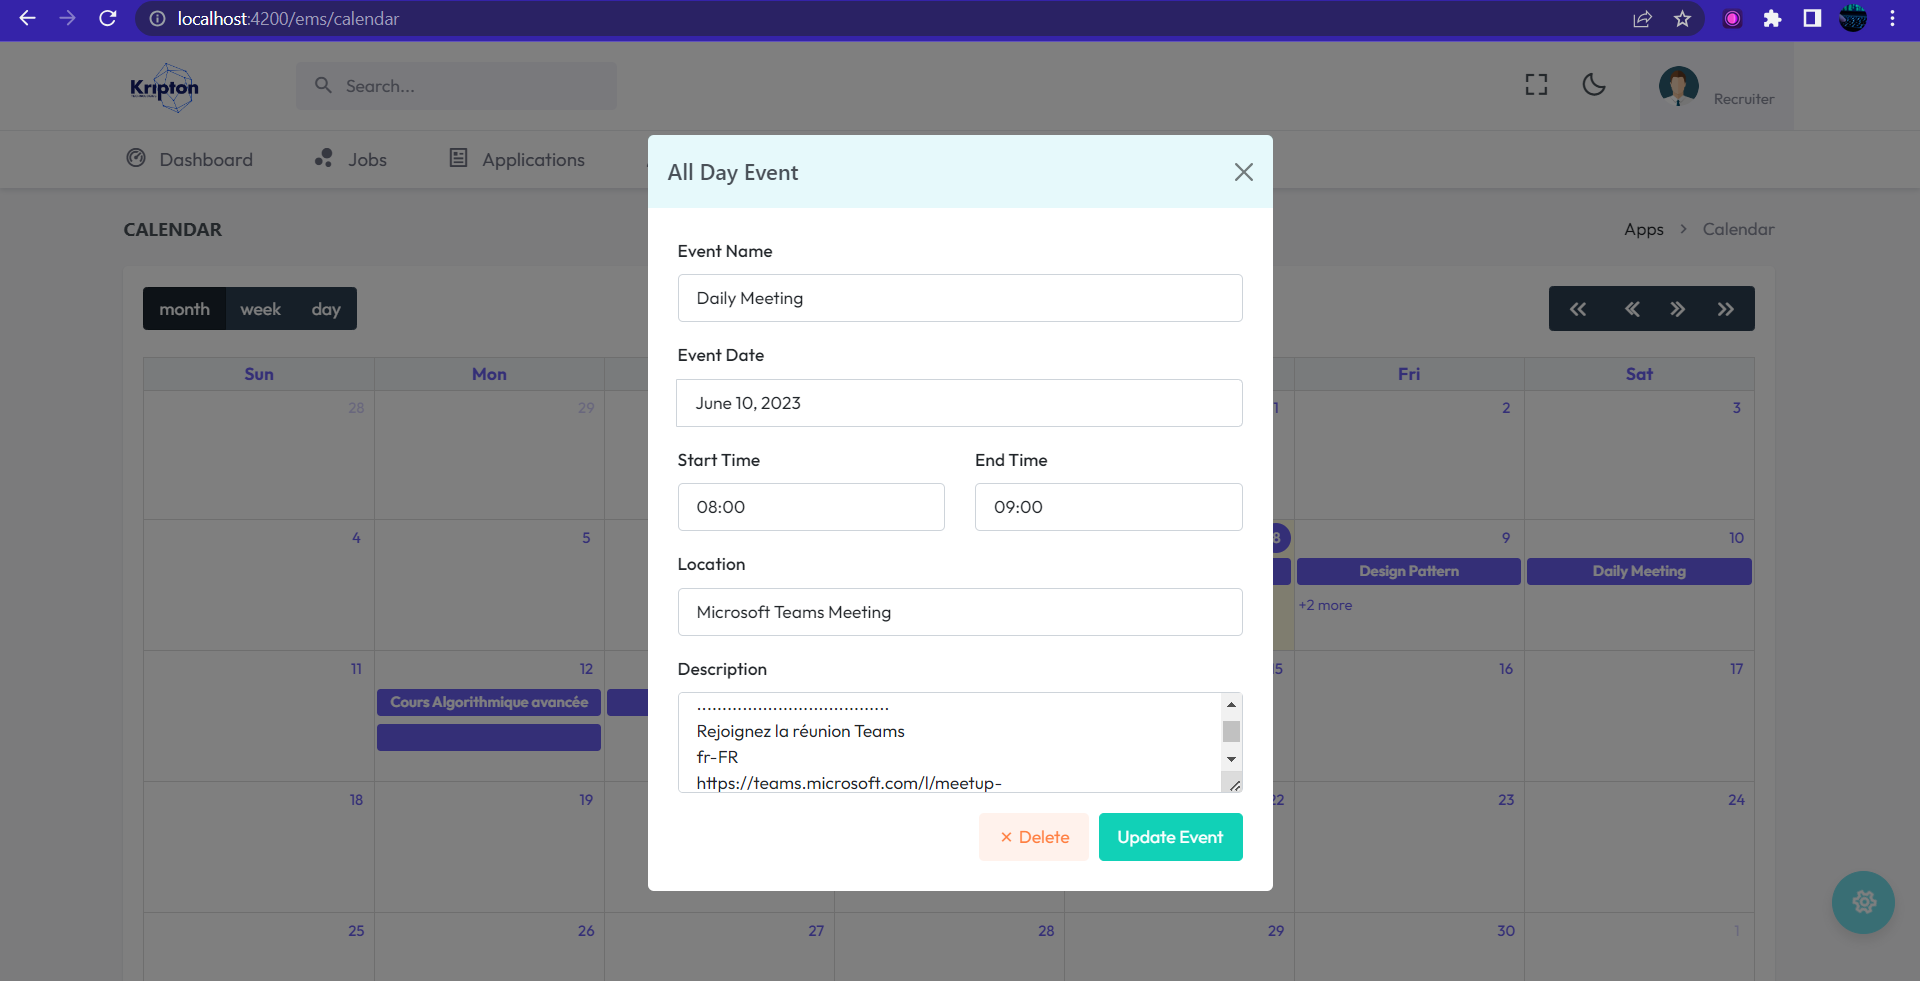 localhost:4200/ems/calendar
Kripton
Search...
Recruiter
Dashboard
Jobs
Applications
CALENDAR
Apps > Calendar
month week day
Sun Mon Fri Sat
28 29 1 2 3
4 5 8 9 10
Design Pattern Daily Meeting
+2 more
11 12 15 16 17
Cours Algorithmique avancée
18 19 22 23 24
25 26 27 28 29 30 1
All Day Event
Event Name
Daily Meeting
Event Date
June 10, 2023
Start Time End Time
08:00 09:00
Location
Microsoft Teams Meeting
Description
......................................
Rejoignez la réunion Teams
fr-FR
https://teams.microsoft.com/l/meetup-
× Delete
Update Event